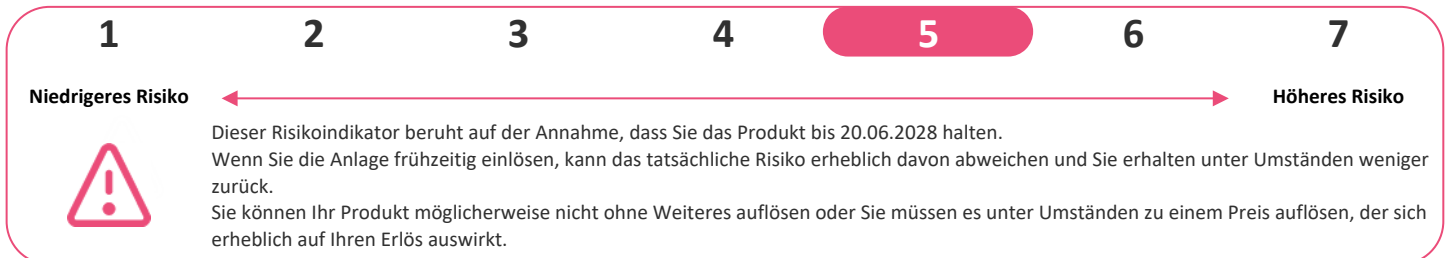 1 2 3 4 5 6 7
Niedrigeres Risiko Höheres Risiko
Dieser Risikoindikator beruht auf der Annahme, dass Sie das Produkt bis 20.06.2028 halten.
Wenn Sie die Anlage frühzeitig einlösen, kann das tatsächliche Risiko erheblich davon abweichen und Sie erhalten unter Umständen weniger
zurück.
Sie können Ihr Produkt möglicherweise nicht ohne Weiteres auflösen oder Sie müssen es unter Umständen zu einem Preis auflösen, der sich
erheblich auf Ihren Erlös auswirkt.